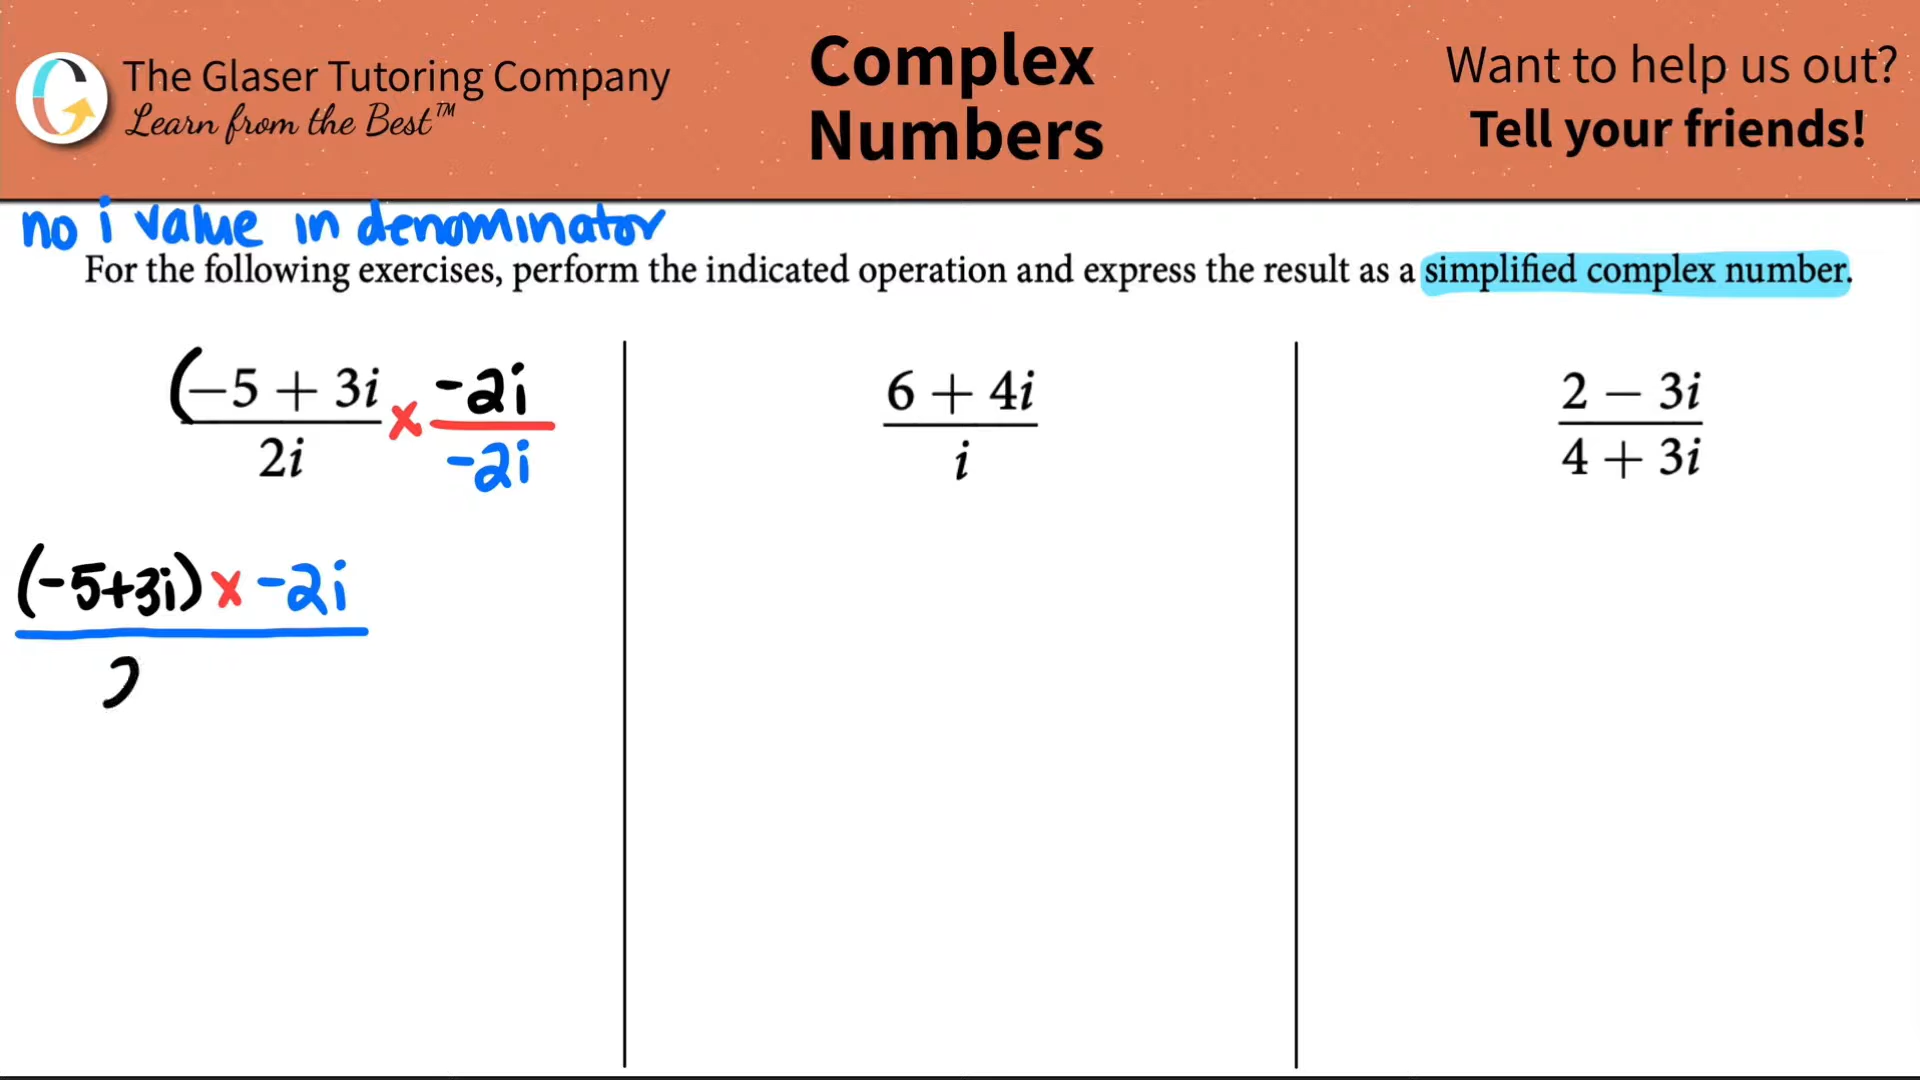 The Glaser Tutoring Company
Learn from the Best™
Complex
Numbers
Want to help us out?
Tell your friends!
no i value in denominator
For the following exercises, perform the indicated operation and express the result as a simplified complex number.
(−5 + 3i × -2i
2i -2i
6 + 4i
i
2 − 3i
4 + 3i
(-5+3i) × -2i
2